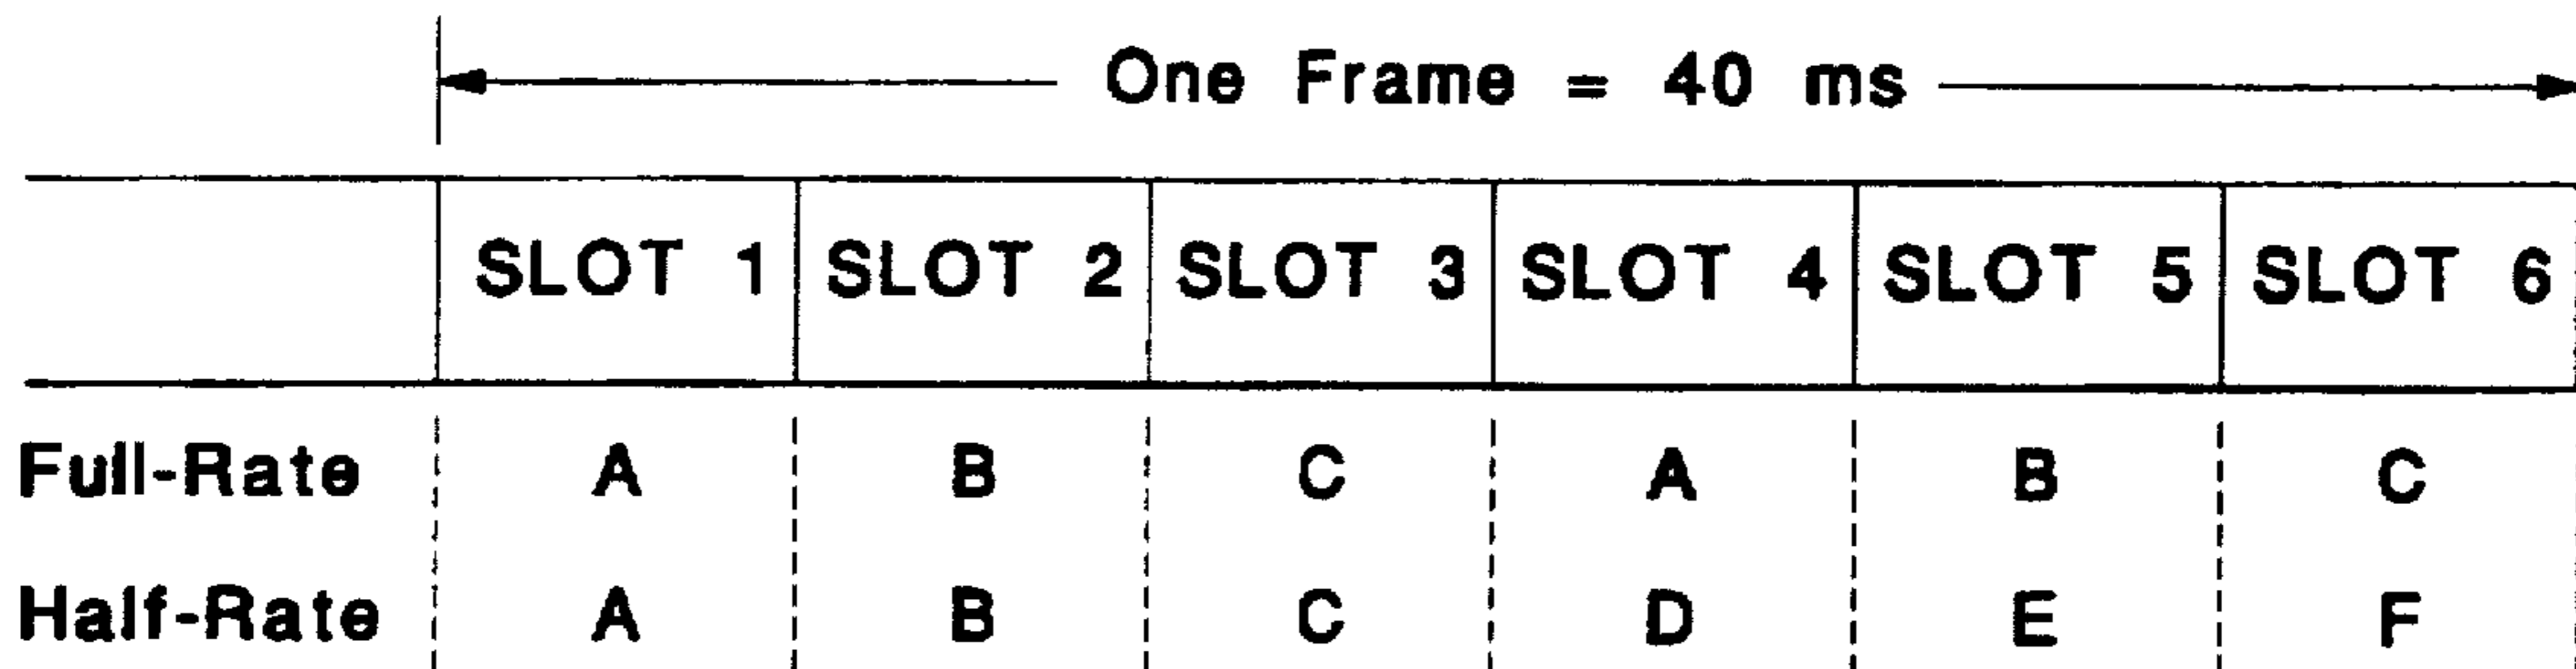 One Frame = 40 ms
SLOT 1 SLOT 2 SLOT 3 SLOT 4 SLOT 5 SLOT 6
Full-Rate A B C A B C
Half-Rate A B C D E F